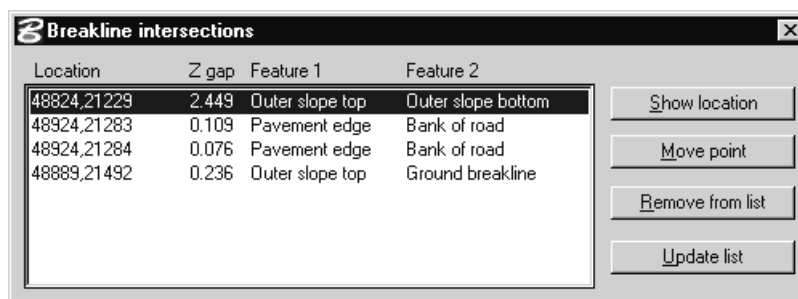 Breakline intersections
Location Z gap Feature 1 Feature 2
48824,21229 2.449 Outer slope top Outer slope bottom
48924,21283 0.109 Pavement edge Bank of road
48924,21284 0.076 Pavement edge Bank of road
48889,21492 0.236 Outer slope top Ground breakline
Show location
Move point
Remove from list
Update list